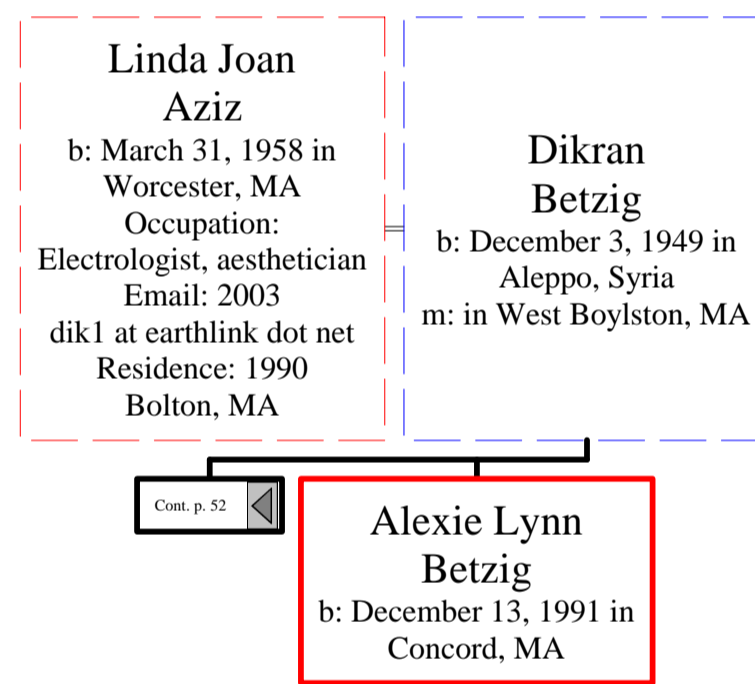 Linda Joan
Aziz
b: March 31, 1958 in
Worcester, MA
Occupation:
Electrologist, aesthetician
Email: 2003
dik1 at earthlink dot net
Residence: 1990
Bolton, MA
Dikran
Betzig
b: December 3, 1949 in
Aleppo, Syria
m: in West Boylston, MA
Cont. p. 52
Alexie Lynn
Betzig
b: December 13, 1991 in
Concord, MA